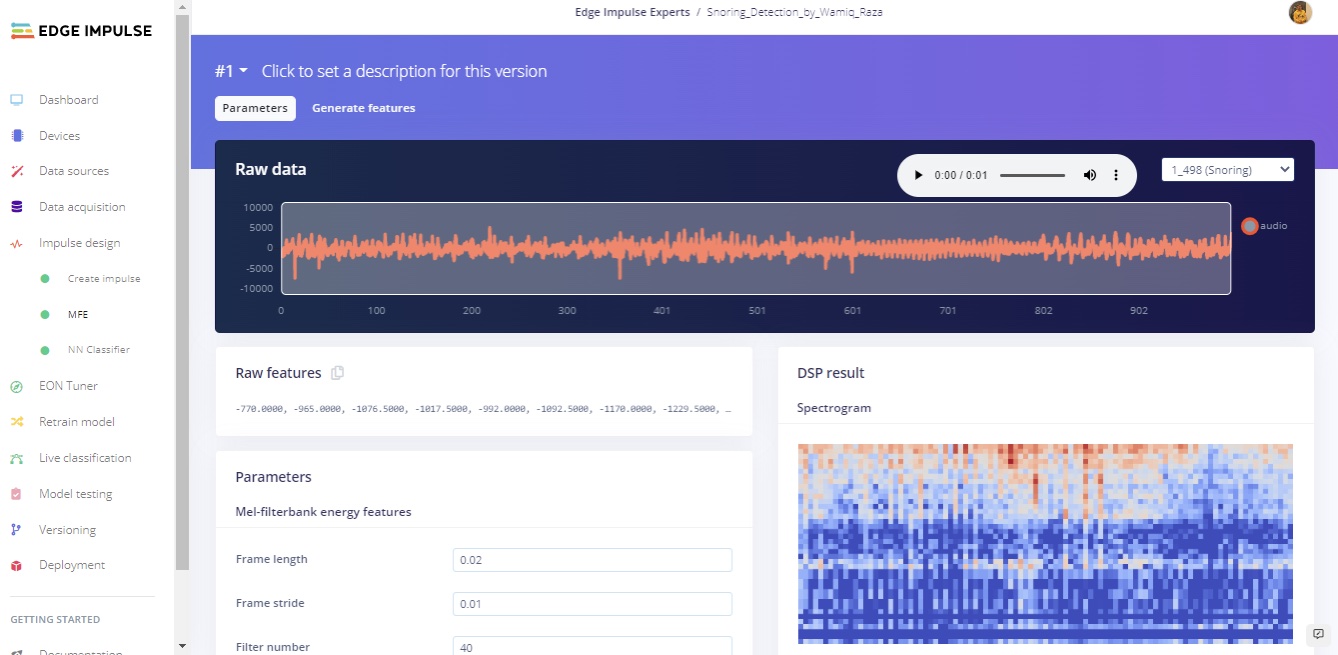 EDGE IMPULSE
Edge Impulse Experts / Snoring_Detection_by_Wamiq_Raza
Dashboard
Devices
Data sources
Data acquisition
Impulse design
Create impulse
MFE
NN Classifier
EON Tuner
Retrain model
Live classification
Model testing
Versioning
Deployment
GETTING STARTED
Documentation
#1 Click to set a description for this version
Parameters Generate features
Raw data
0:00 / 0:01
1_498 (Snoring)
10000
5000
0
-5000
-10000
0 100 200 300 401 501 601 701 802 902
audio
Raw features
-770.0000, -965.0000, -1076.5000, -1017.5000, -992.0000, -1092.5000, -1170.0000, -1229.5000, …
Parameters
Mel-filterbank energy features
Frame length 0.02
Frame stride 0.01
Filter number 40
DSP result
Spectrogram